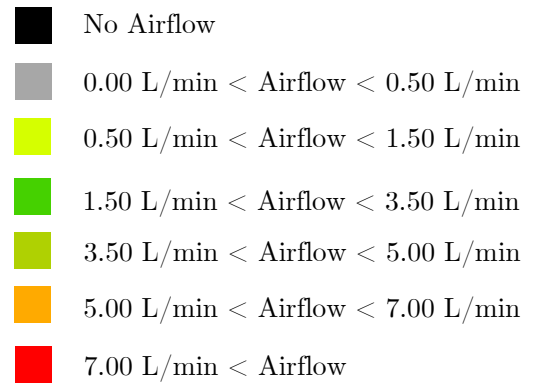 No Airflow
0.00 L/min < Airflow < 0.50 L/min
0.50 L/min < Airflow < 1.50 L/min
1.50 L/min < Airflow < 3.50 L/min
3.50 L/min < Airflow < 5.00 L/min
5.00 L/min < Airflow < 7.00 L/min
7.00 L/min < Airflow